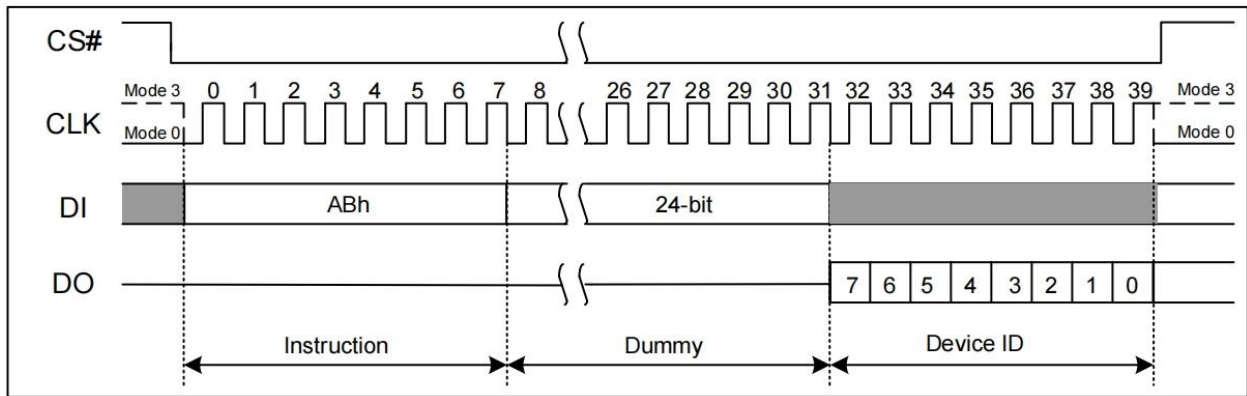 CS#
Mode 3 0 1 2 3 4 5 6 7 8 26 27 28 29 30 31 32 33 34 35 36 37 38 39 Mode 3
CLK
Mode 0 Mode 0
DI ABh 24-bit
DO 7 6 5 4 3 2 1 0
Instruction Dummy Device ID